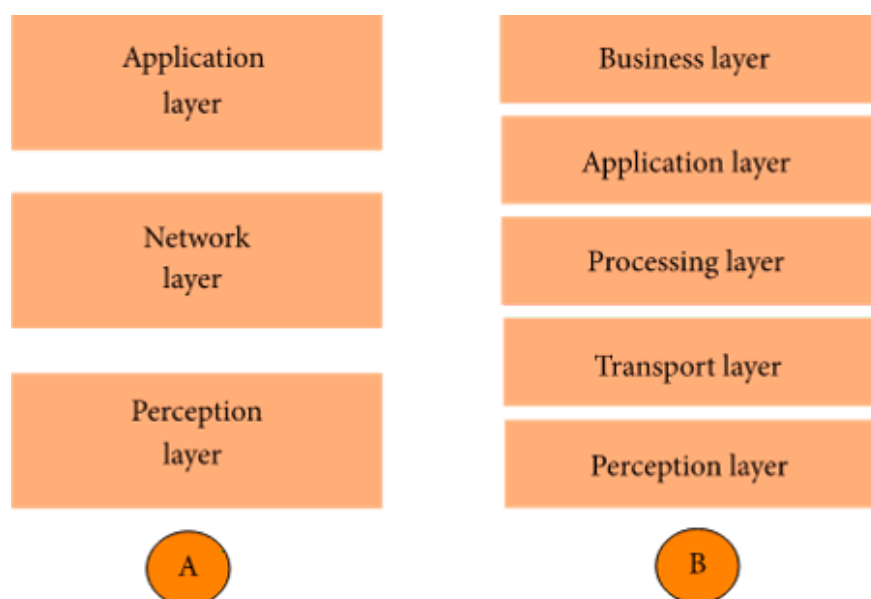 Application
layer
Network
layer
Perception
layer
A
Business layer
Application layer
Processing layer
Transport layer
Perception layer
B